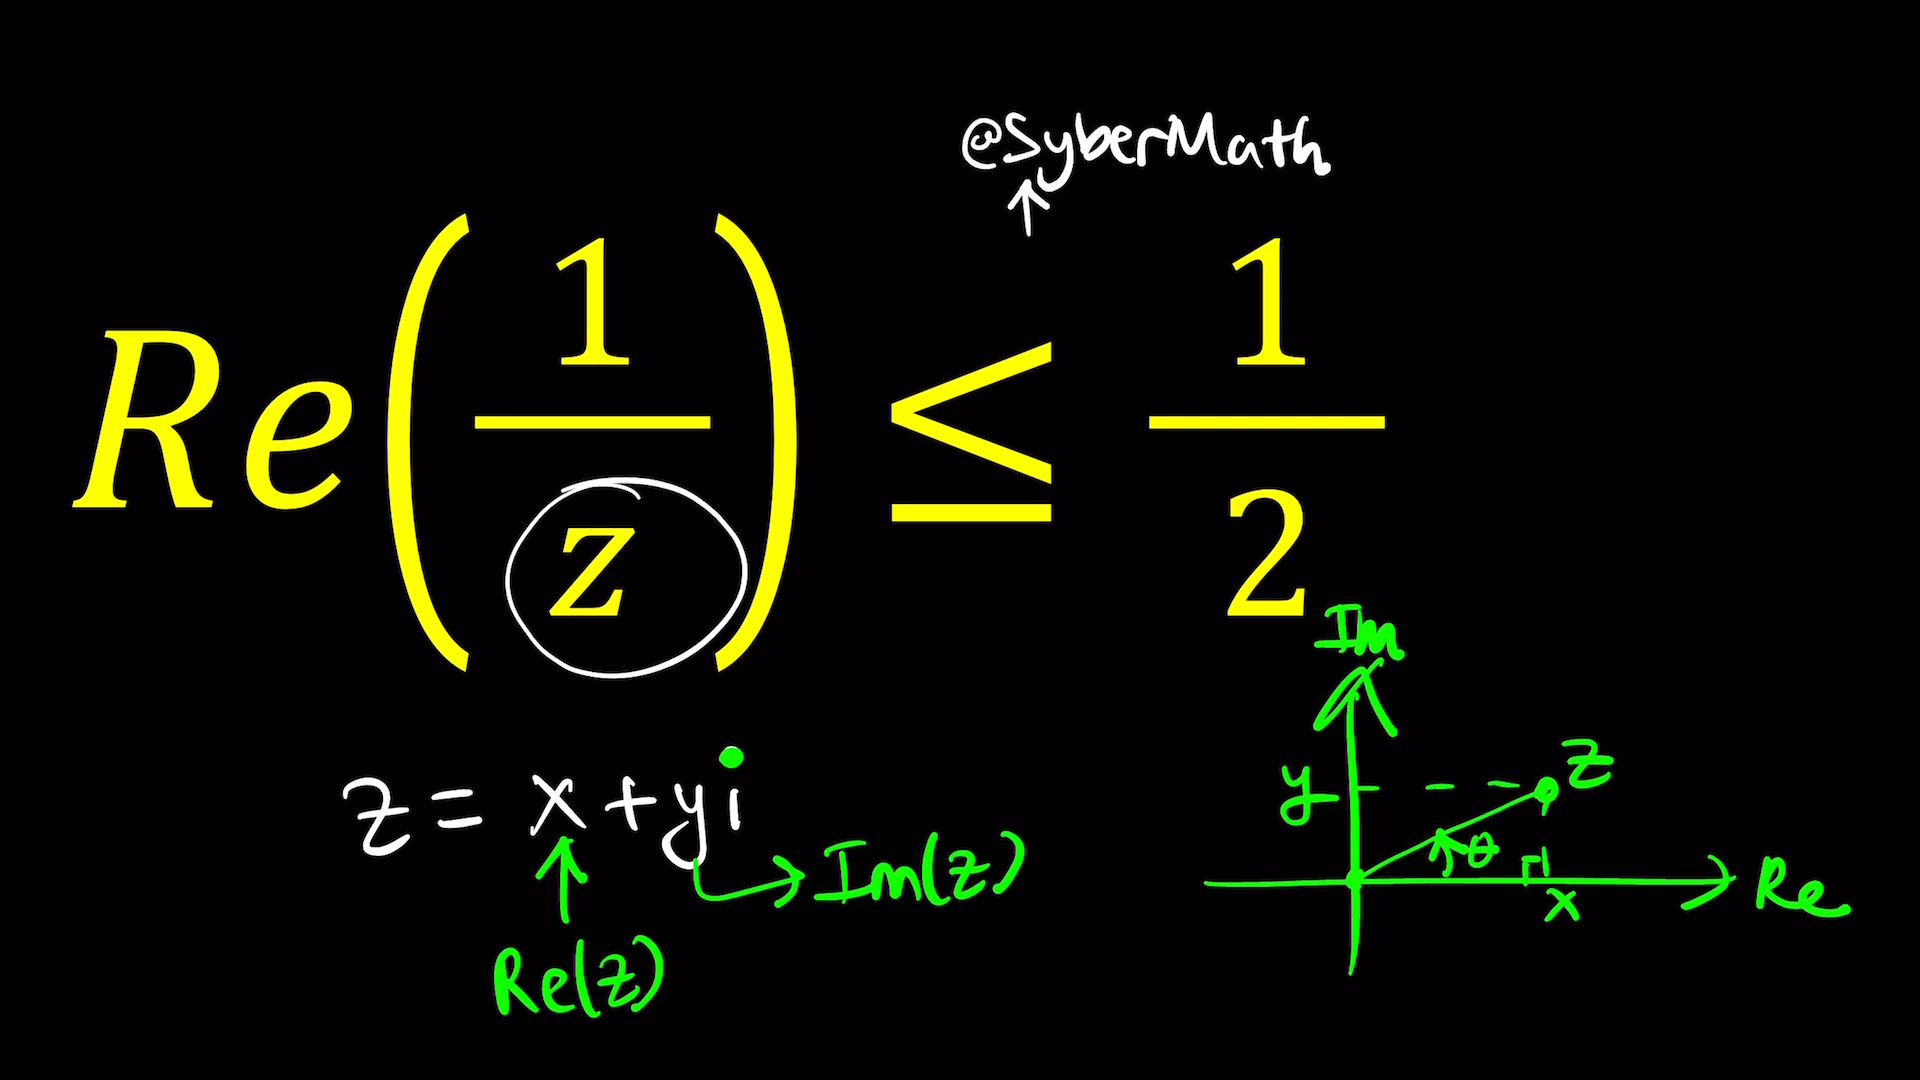 @SyberMath
Re(1/z) ≤ 1/2
z = x + yi
Re(z)
Im(z)
Im
y
z
θ
x
Re